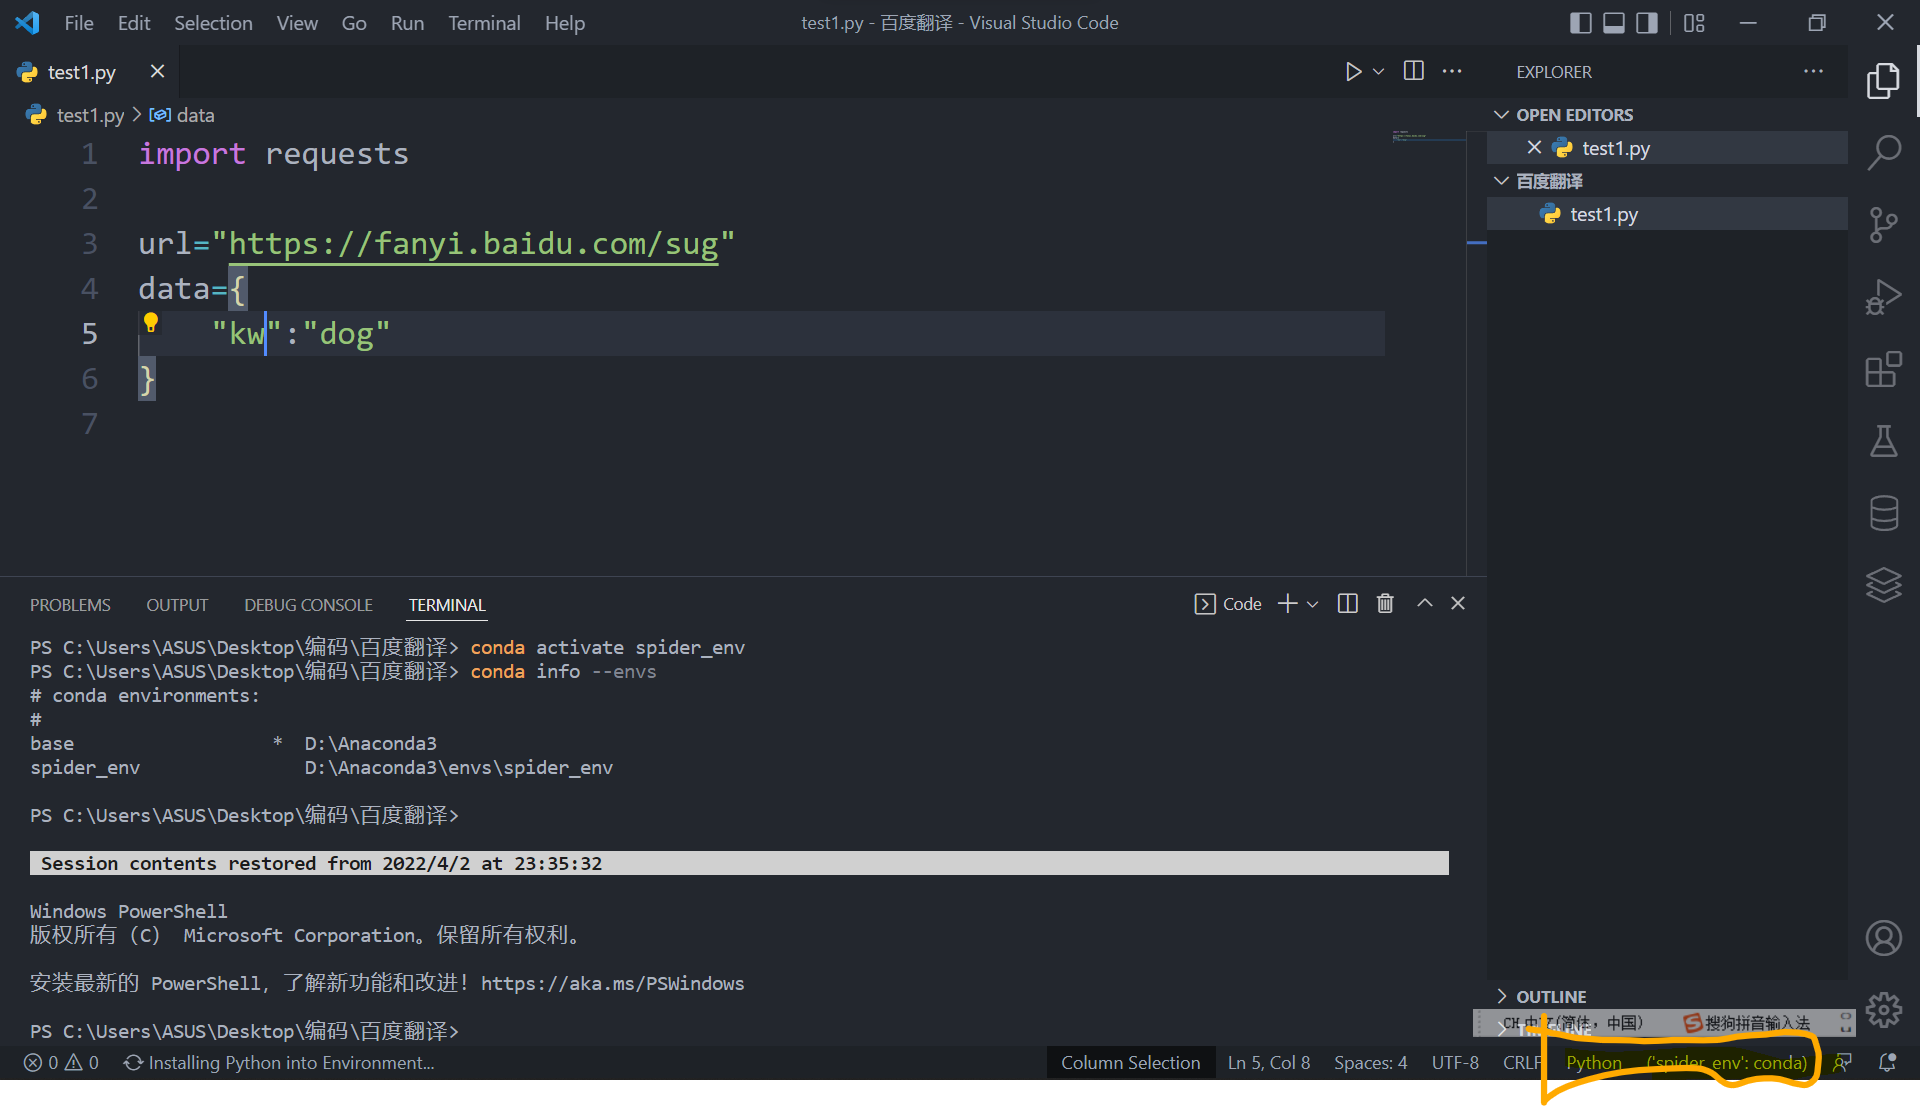 File Edit Selection View Go Run Terminal Help test1.py - 百度翻译 - Visual Studio Code
test1.py
EXPLORER
test1.py > data
OPEN EDITORS
test1.py
百度翻译
test1.py
1 import requests
2
3 url="https://fanyi.baidu.com/sug"
4 data={
5 "kw":"dog"
6 }
7
PROBLEMS OUTPUT DEBUG CONSOLE TERMINAL Code
PS C:\Users\ASUS\Desktop\编码\百度翻译> conda activate spider_env
PS C:\Users\ASUS\Desktop\编码\百度翻译> conda info --envs
# conda environments:
#
base * D:\Anaconda3
spider_env D:\Anaconda3\envs\spider_env
PS C:\Users\ASUS\Desktop\编码\百度翻译>
Session contents restored from 2022/4/2 at 23:35:32
Windows PowerShell
版权所有（C） Microsoft Corporation。保留所有权利。
安装最新的 PowerShell，了解新功能和改进！https://aka.ms/PSWindows
PS C:\Users\ASUS\Desktop\编码\百度翻译>
OUTLINE
TIMELINE
CH 中文(简体，中国) 搜狗拼音输入法
0 0 Installing Python into Environment... Column Selection Ln 5, Col 8 Spaces: 4 UTF-8 CRLF Python ('spider_env': conda)